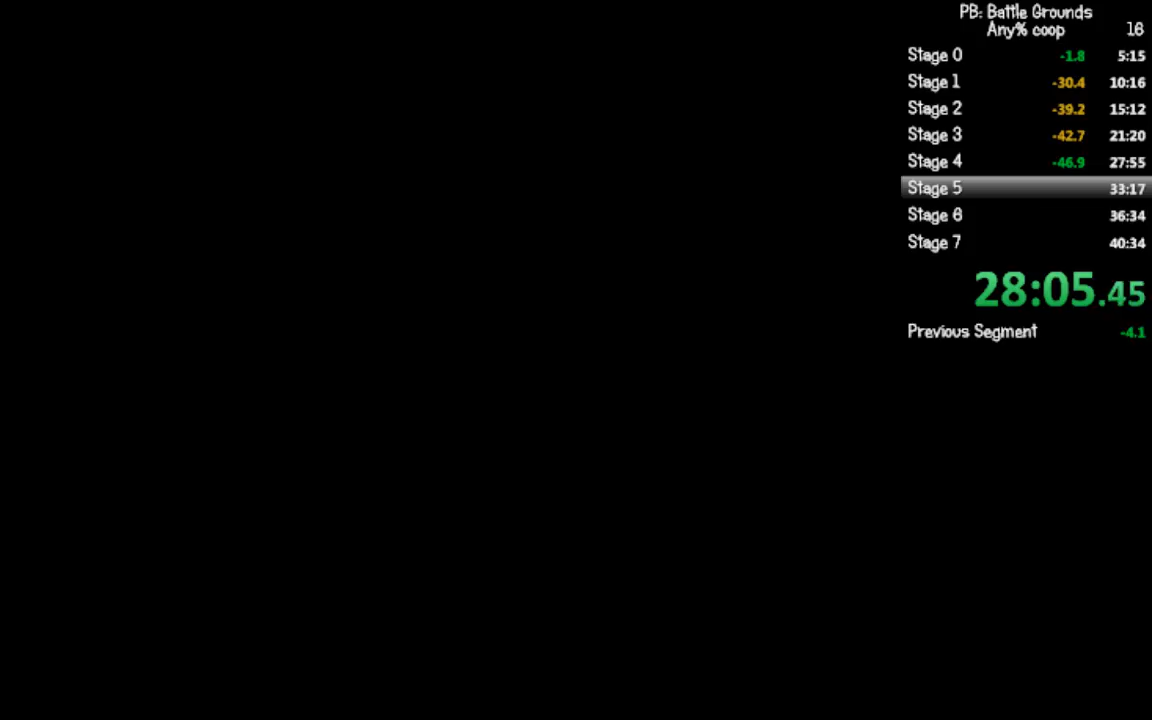 PB: Battle Grounds
Any% coop 16
Stage 0 -1.8 5:15
Stage 1 -30.4 10:16
Stage 2 -39.2 15:12
Stage 3 -42.7 21:20
Stage 4 -46.9 27:55
Stage 5 33:17
Stage 6 36:34
Stage 7 40:34
28:05.45
Previous Segment -4.1